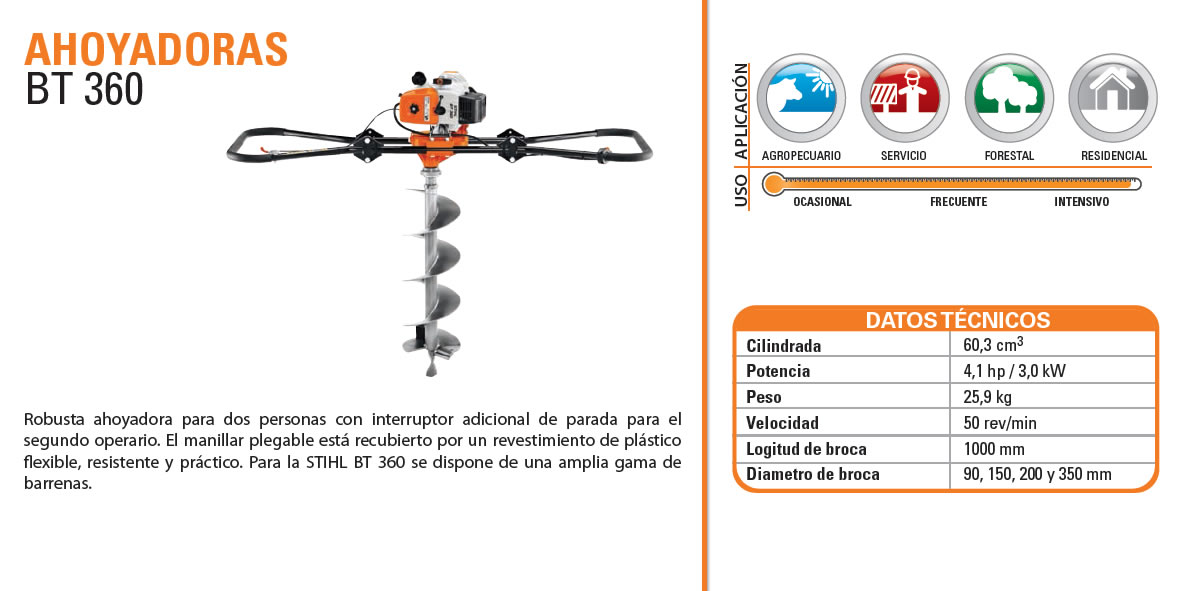 AHOYADORAS
BT 360
Robusta ahoyadora para dos personas con interruptor adicional de parada para el
segundo operario. El manillar plegable está recubierto por un revestimiento de plástico
flexible, resistente y práctico. Para la STIHL BT 360 se dispone de una amplia gama de
barrenas.
APLICACIÓN
AGROPECUARIO SERVICIO FORESTAL RESIDENCIAL
USO
OCASIONAL FRECUENTE INTENSIVO
DATOS TÉCNICOS
Cilindrada 60,3 cm³
Potencia 4,1 hp / 3,0 kW
Peso 25,9 kg
Velocidad 50 rev/min
Logitud de broca 1000 mm
Diametro de broca 90, 150, 200 y 350 mm